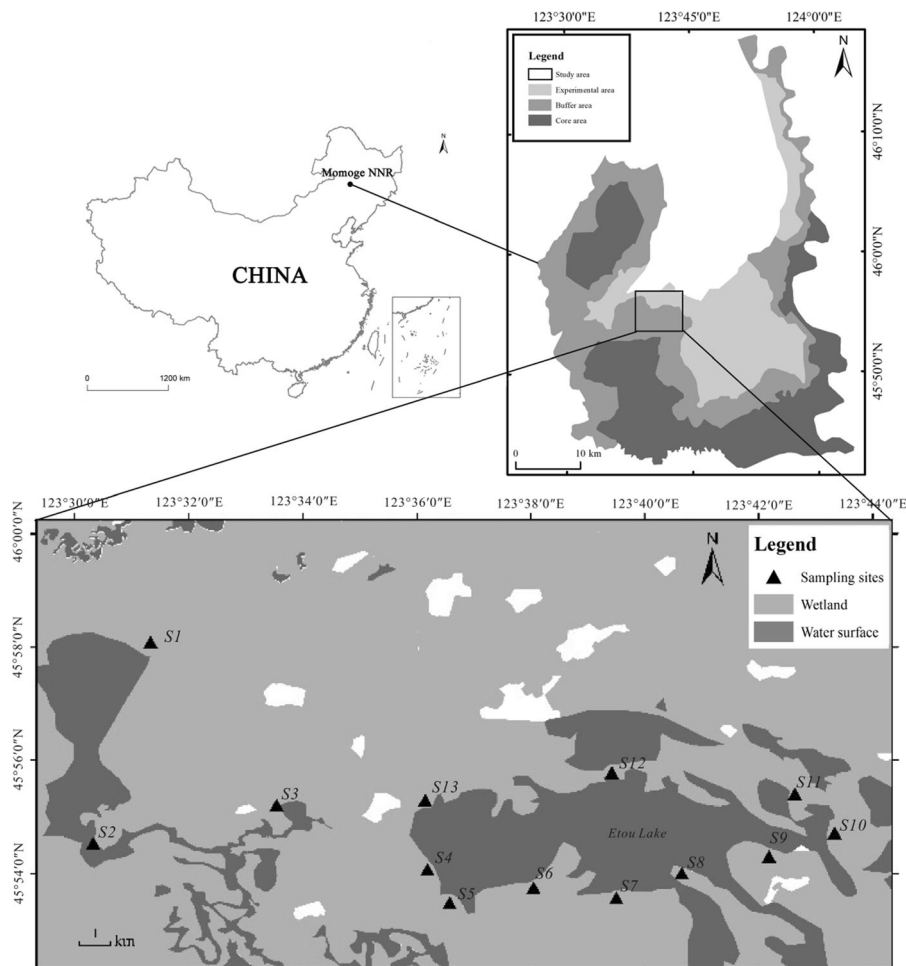 123°30'0"E 123°45'0"E 124°0'0"E
Legend
Study area
Experimental area
Buffer area
Core area
N
46°10'0"N
46°0'0"N
45°50'0"N
0 10 km
N
Momoge NNR
CHINA
0 1200 km
123°30'0"E 123°32'0"E 123°34'0"E 123°36'0"E 123°38'0"E 123°40'0"E 123°42'0"E 123°44'0"E
46°0'0"N
45°58'0"N
45°56'0"N
45°54'0"N
N
Legend
Sampling sites
Wetland
Water surface
S1
S12
S13
S3
S11
S10
Etou Lake
S2
S9
S4
S8
S6
S7
S5
1
km